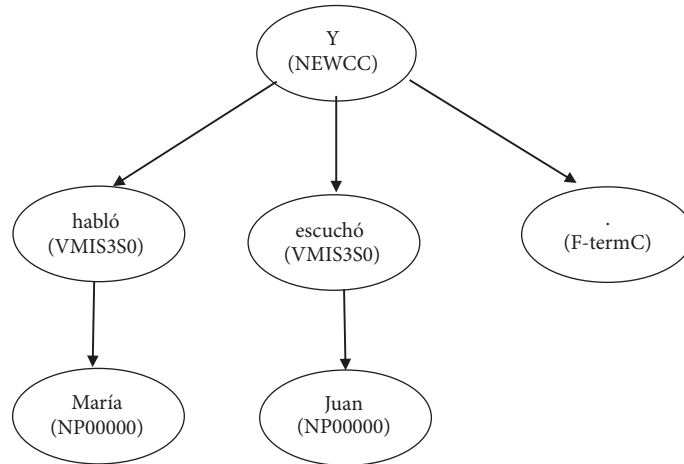 Y
(NEWCC)
habló
(VMIS3S0)
escuchó
(VMIS3S0)
.
(F-termC)
María
(NP00000)
Juan
(NP00000)